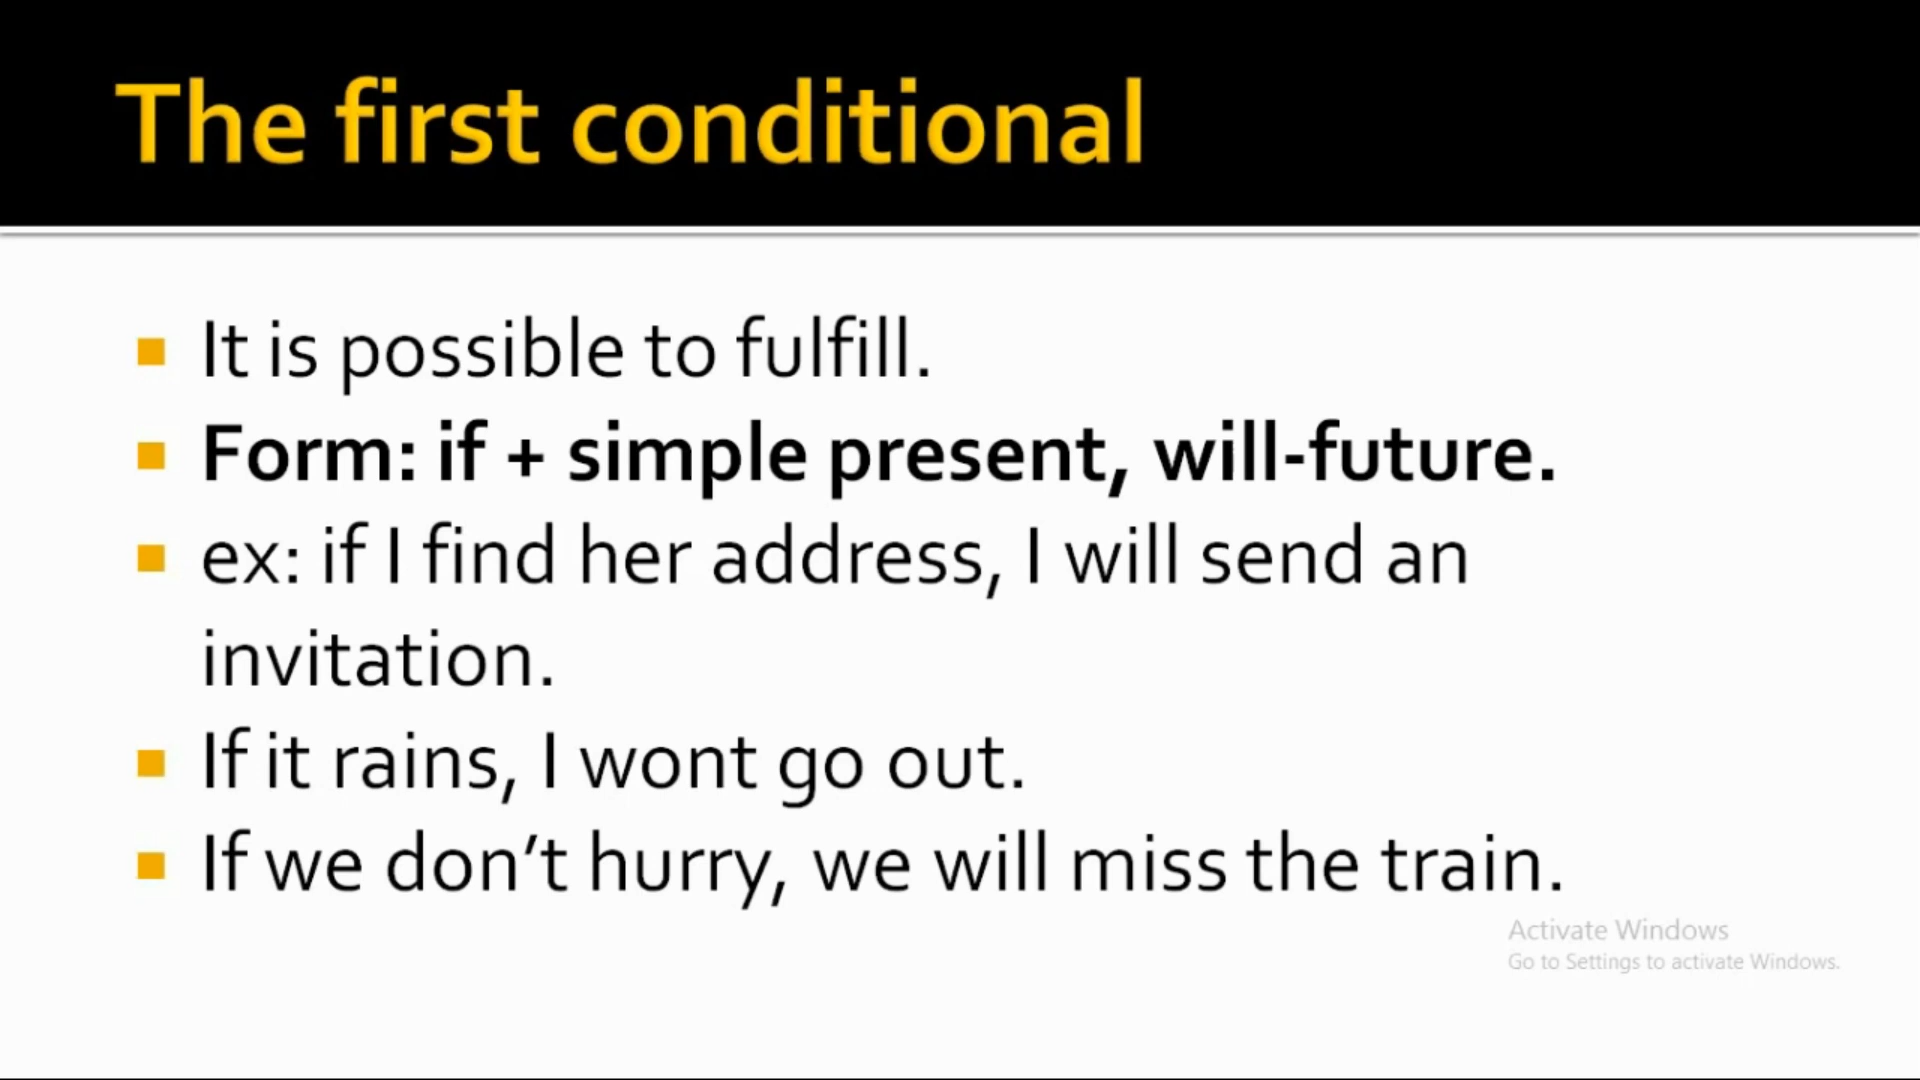 The first conditional
It is possible to fulfill.
Form: if + simple present, will-future.
ex: if I find her address, I will send an
invitation.
If it rains, I wont go out.
If we don’t hurry, we will miss the train.
Activate Windows
Go to Settings to activate Windows.